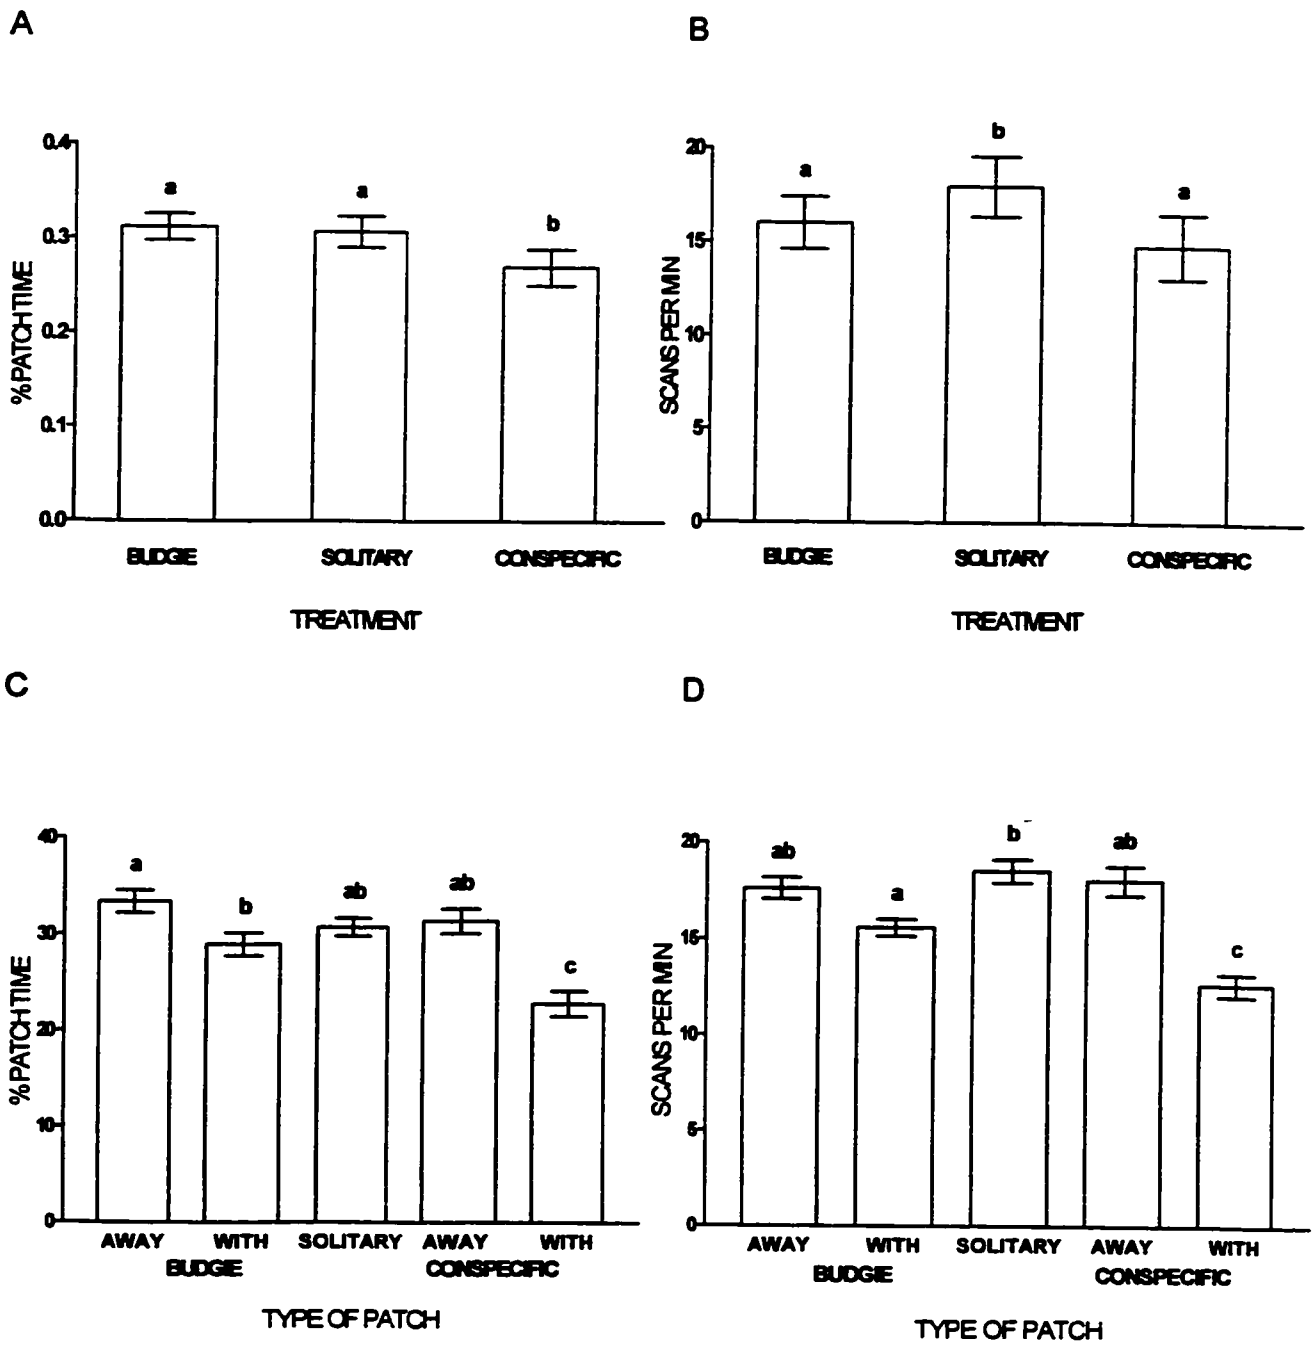 A
B
0.4
0.3
0.2
0.1
0.0
% PATCH TIME
a
a
b
BUDGIE SOLITARY CONSPECIFIC
TREATMENT
20
15
10
5
0
SCANS PER MIN
a
b
a
BUDGIE SOLITARY CONSPECIFIC
TREATMENT
C
D
40
30
20
10
0
% PATCH TIME
a
b
ab
ab
c
AWAY WITH SOLITARY AWAY WITH
BUDGIE CONSPECIFIC
TYPE OF PATCH
20
15
10
5
0
SCANS PER MIN
ab
a
b
ab
c
AWAY WITH SOLITARY AWAY WITH
BUDGIE CONSPECIFIC
TYPE OF PATCH